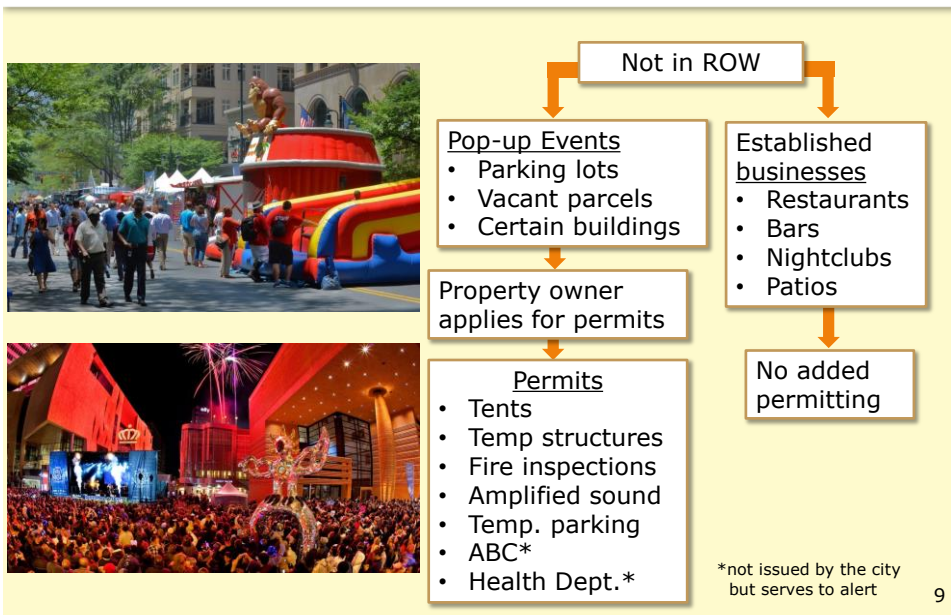 Not in ROW
Pop-up Events
• Parking lots
• Vacant parcels
• Certain buildings
Property owner
applies for permits
Permits
• Tents
• Temp structures
• Fire inspections
• Amplified sound
• Temp. parking
• ABC*
• Health Dept.*
Established
businesses
• Restaurants
• Bars
• Nightclubs
• Patios
No added
permitting
*not issued by the city
but serves to alert
9